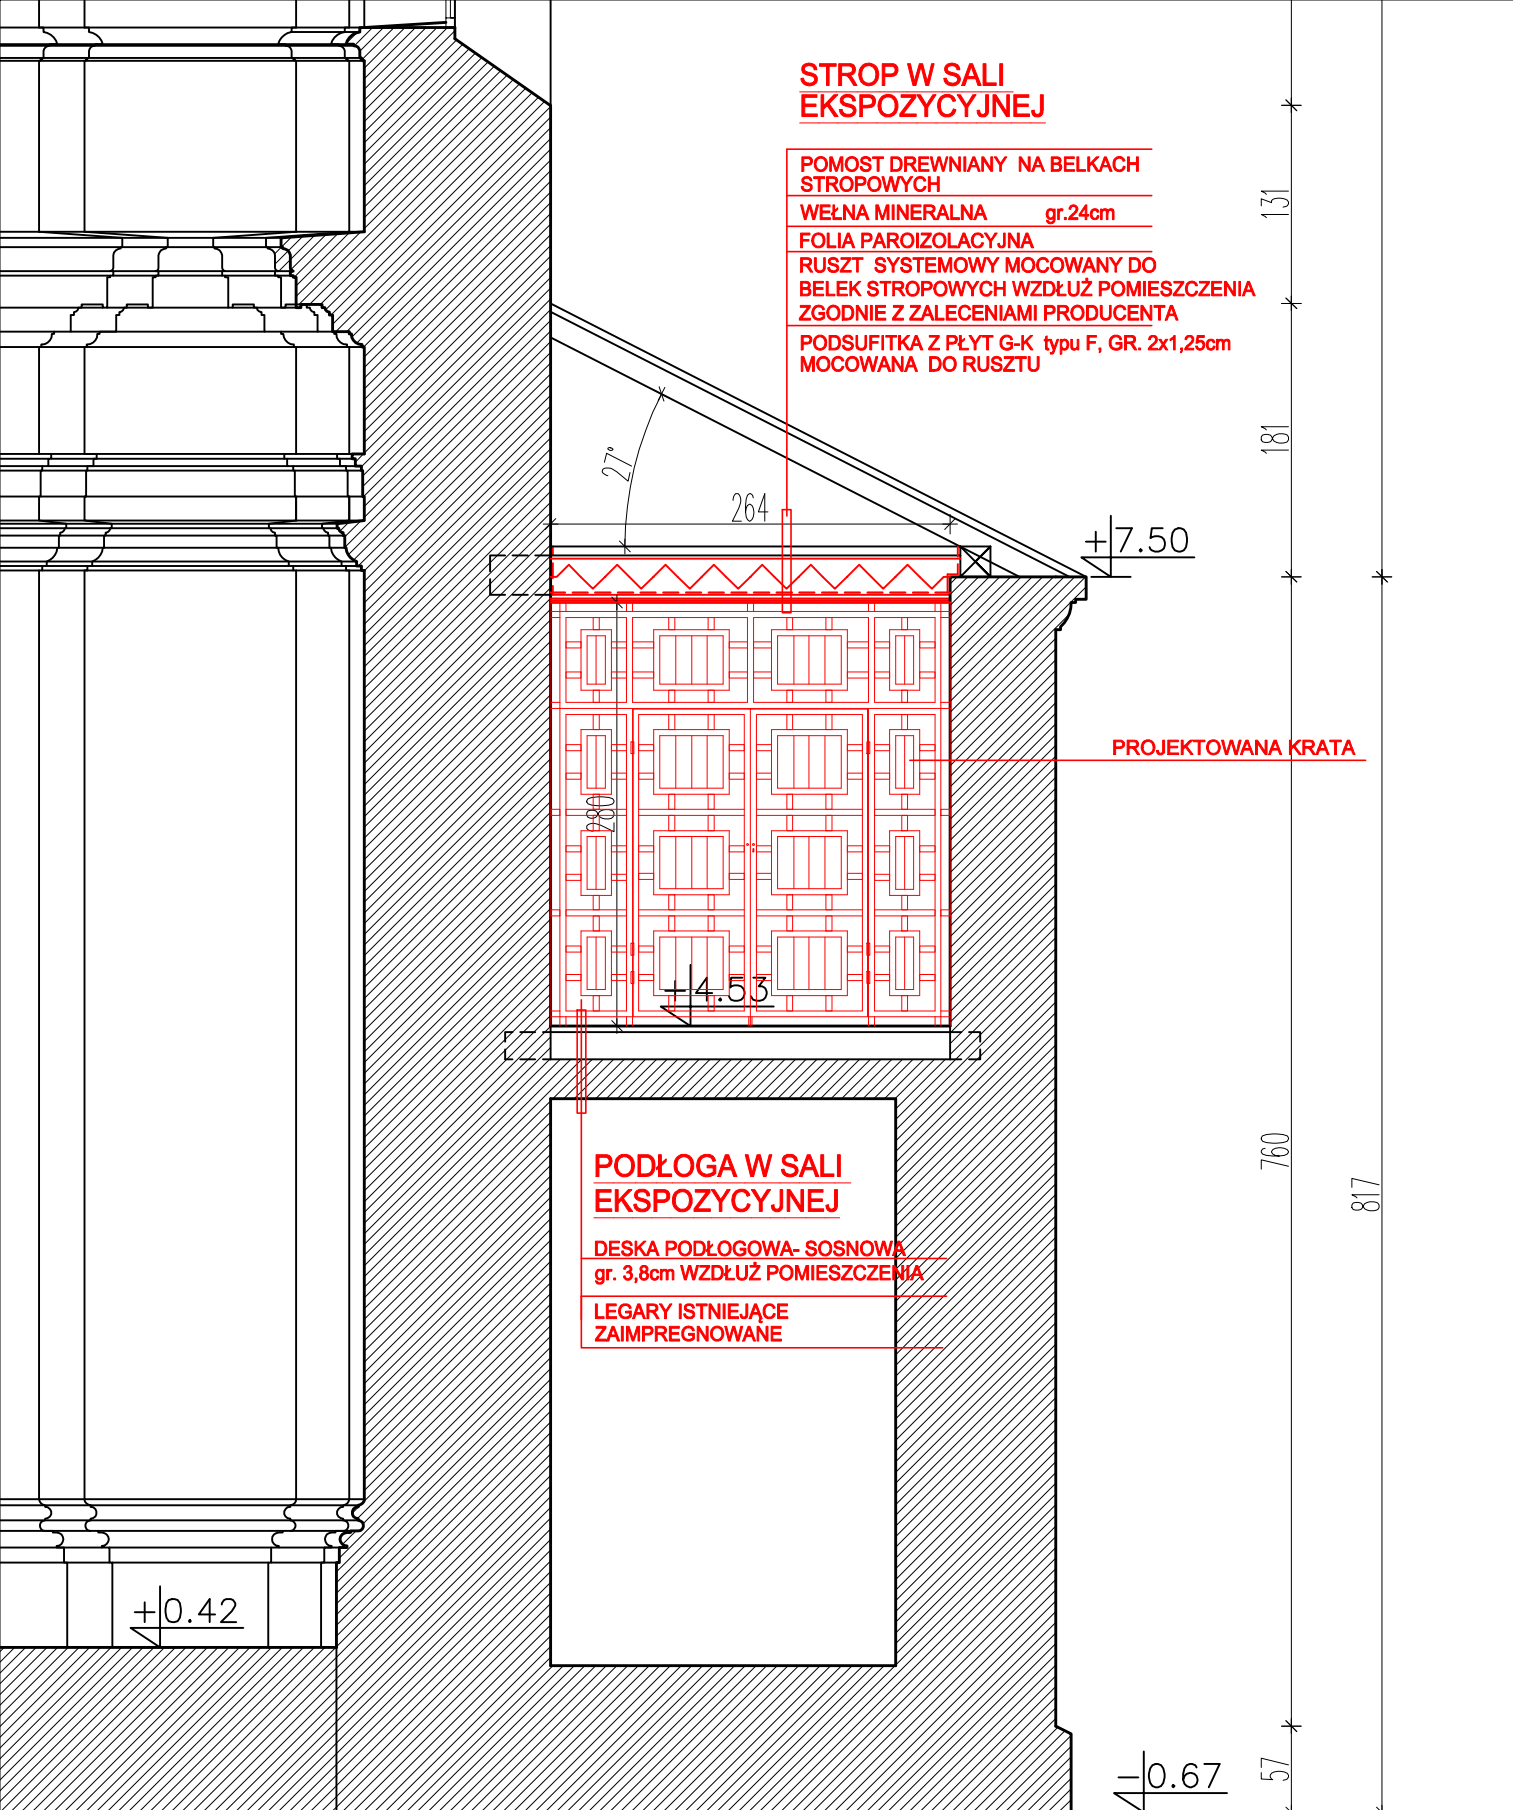 STROP W SALI
EKSPOZYCYJNEJ
POMOST DREWNIANY NA BELKACH
STROPOWYCH
WEŁNA MINERALNA gr.24cm
FOLIA PAROIZOLACYJNA
RUSZT SYSTEMOWY MOCOWANY DO
BELEK STROPOWYCH WZDŁUŻ POMIESZCZENIA
ZGODNIE Z ZALECENIAMI PRODUCENTA
PODSUFITKA Z PŁYT G-K typu F, GR. 2x1,25cm
MOCOWANA DO RUSZTU
131
181
27°
264
+7.50
PROJEKTOWANA KRATA
280
+4.53
760
817
PODŁOGA W SALI
EKSPOZYCYJNEJ
DESKA PODŁOGOWA- SOSNOWA
gr. 3,8cm WZDŁUŻ POMIESZCZENIA
LEGARY ISTNIEJĄCE
ZAIMPREGNOWANE
+0.42
57
-0.67